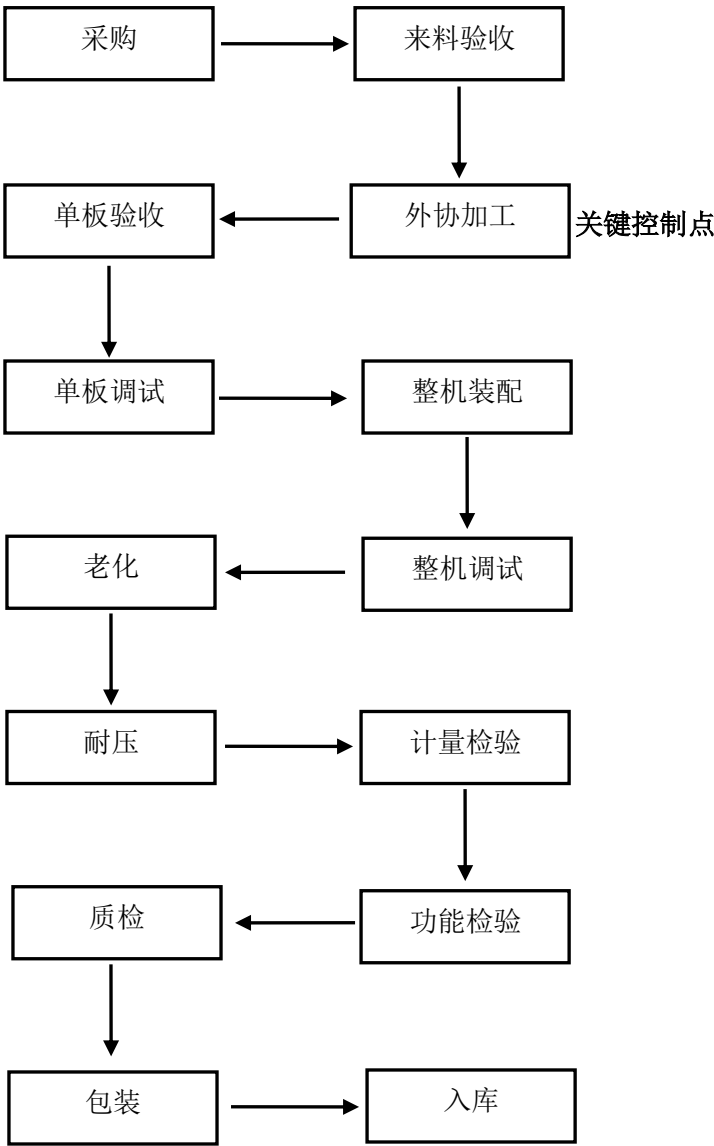 采购
来料验收
单板验收
外协加工
关键控制点
单板调试
整机装配
老化
整机调试
耐压
计量检验
质检
功能检验
包装
入库